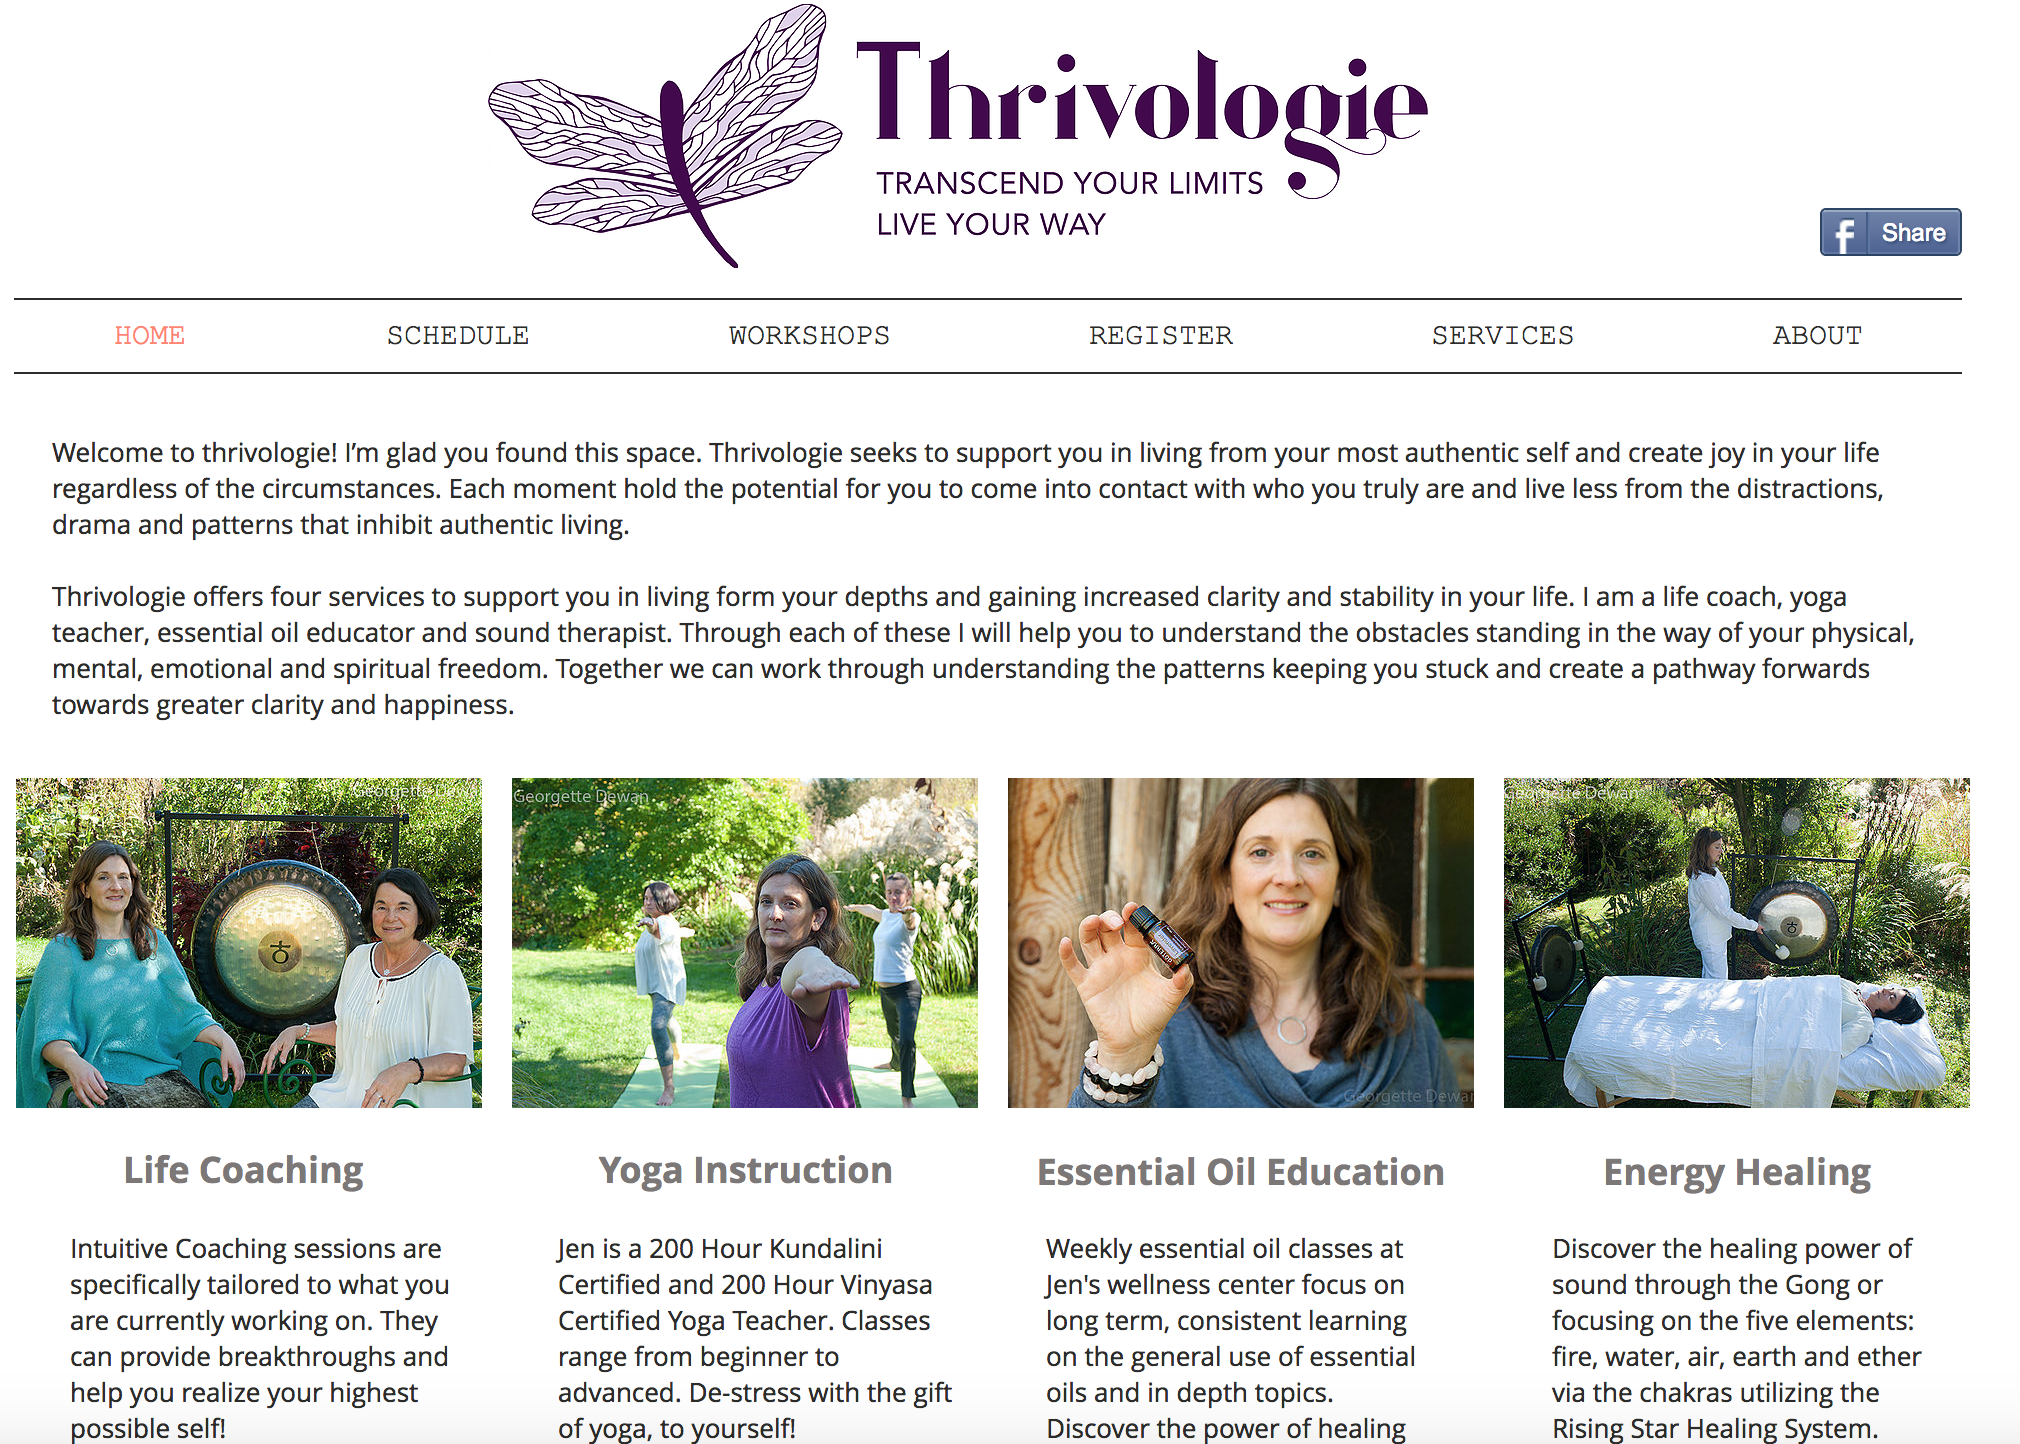 Thrivologie
TRANSCEND YOUR LIMITS
LIVE YOUR WAY
f Share
HOME SCHEDULE WORKSHOPS REGISTER SERVICES ABOUT
Welcome to thrivologie! I’m glad you found this space. Thrivologie seeks to support you in living from your most authentic self and create joy in your life
regardless of the circumstances. Each moment hold the potential for you to come into contact with who you truly are and live less from the distractions,
drama and patterns that inhibit authentic living.
Thrivologie offers four services to support you in living form your depths and gaining increased clarity and stability in your life. I am a life coach, yoga
teacher, essential oil educator and sound therapist. Through each of these I will help you to understand the obstacles standing in the way of your physical,
mental, emotional and spiritual freedom. Together we can work through understanding the patterns keeping you stuck and create a pathway forwards
towards greater clarity and happiness.
Georgette Dewan
Georgette Dewan
Georgette Dewan
Georgette Dewan
dōTERRA
Life Coaching
Intuitive Coaching sessions are
specifically tailored to what you
are currently working on. They
can provide breakthroughs and
help you realize your highest
possible self!
Yoga Instruction
Jen is a 200 Hour Kundalini
Certified and 200 Hour Vinyasa
Certified Yoga Teacher. Classes
range from beginner to
advanced. De-stress with the gift
of yoga, to yourself!
Essential Oil Education
Weekly essential oil classes at
Jen's wellness center focus on
long term, consistent learning
on the general use of essential
oils and in depth topics.
Discover the power of healing
Energy Healing
Discover the healing power of
sound through the Gong or
focusing on the five elements:
fire, water, air, earth and ether
via the chakras utilizing the
Rising Star Healing System.